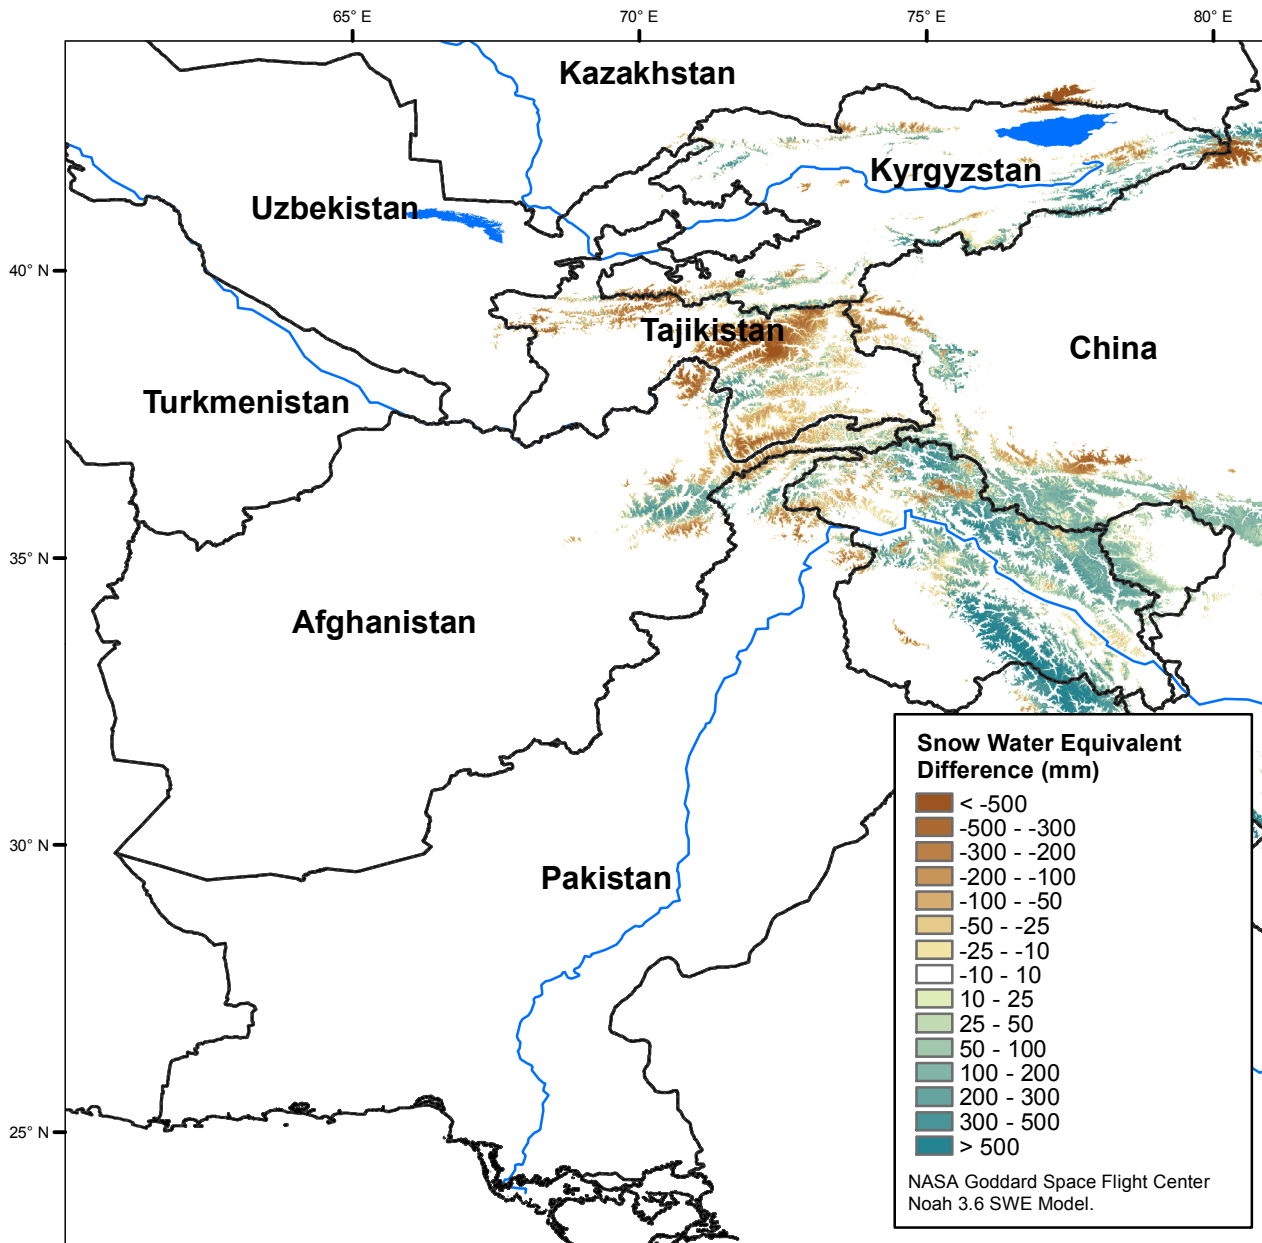 65° E
70° E
75° E
80° E
Kazakhstan
Kyrgyzstan
Uzbekistan
40° N
Tajikistan
China
Turkmenistan
35° N
Afghanistan
30° N
Pakistan
25° N
Snow Water Equivalent
Difference (mm)
< -500
-500 - -300
-300 - -200
-200 - -100
-100 - -50
-50 - -25
-25 - -10
-10 - 10
10 - 25
25 - 50
50 - 100
100 - 200
200 - 300
300 - 500
> 500
NASA Goddard Space Flight Center
Noah 3.6 SWE Model.